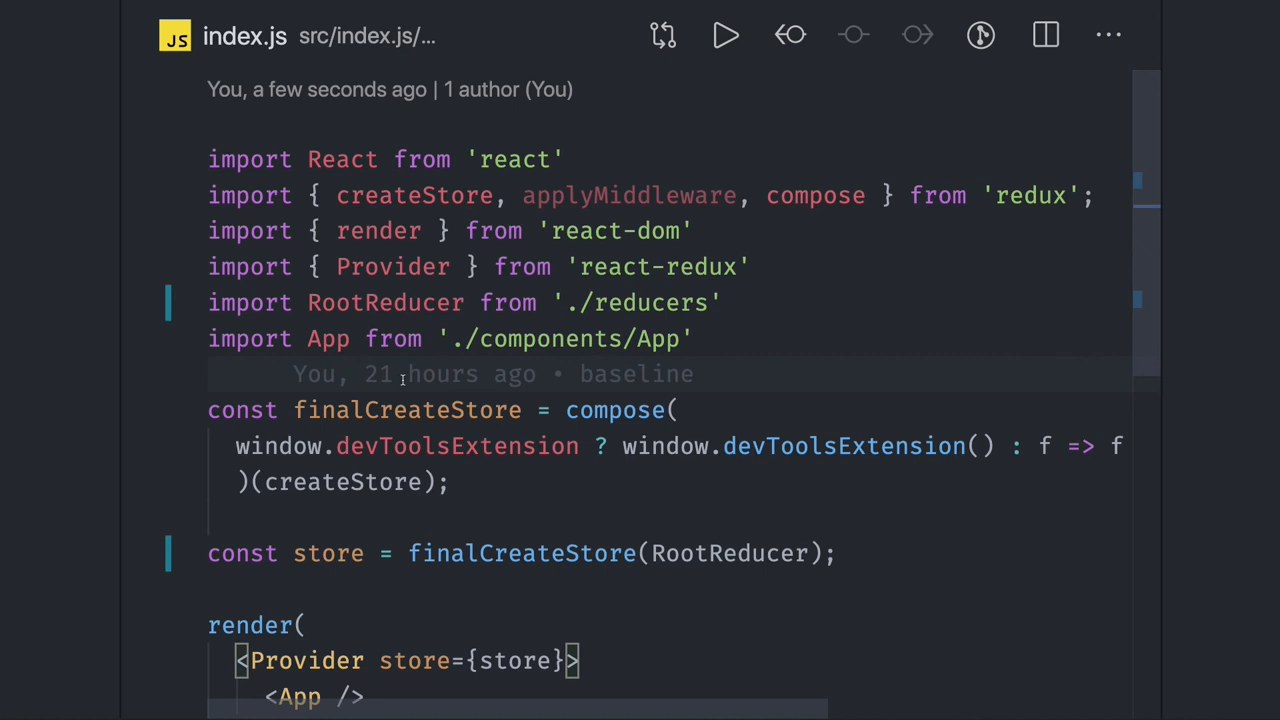 JS index.js src/index.js/...
You, a few seconds ago | 1 author (You)
import React from 'react'
import { createStore, applyMiddleware, compose } from 'redux';
import { render } from 'react-dom'
import { Provider } from 'react-redux'
import RootReducer from './reducers'
import App from './components/App'
You, 21 hours ago • baseline
const finalCreateStore = compose(
window.devToolsExtension ? window.devToolsExtension() : f => f
)(createStore);
const store = finalCreateStore(RootReducer);
render(
<Provider store={store}>
<App />